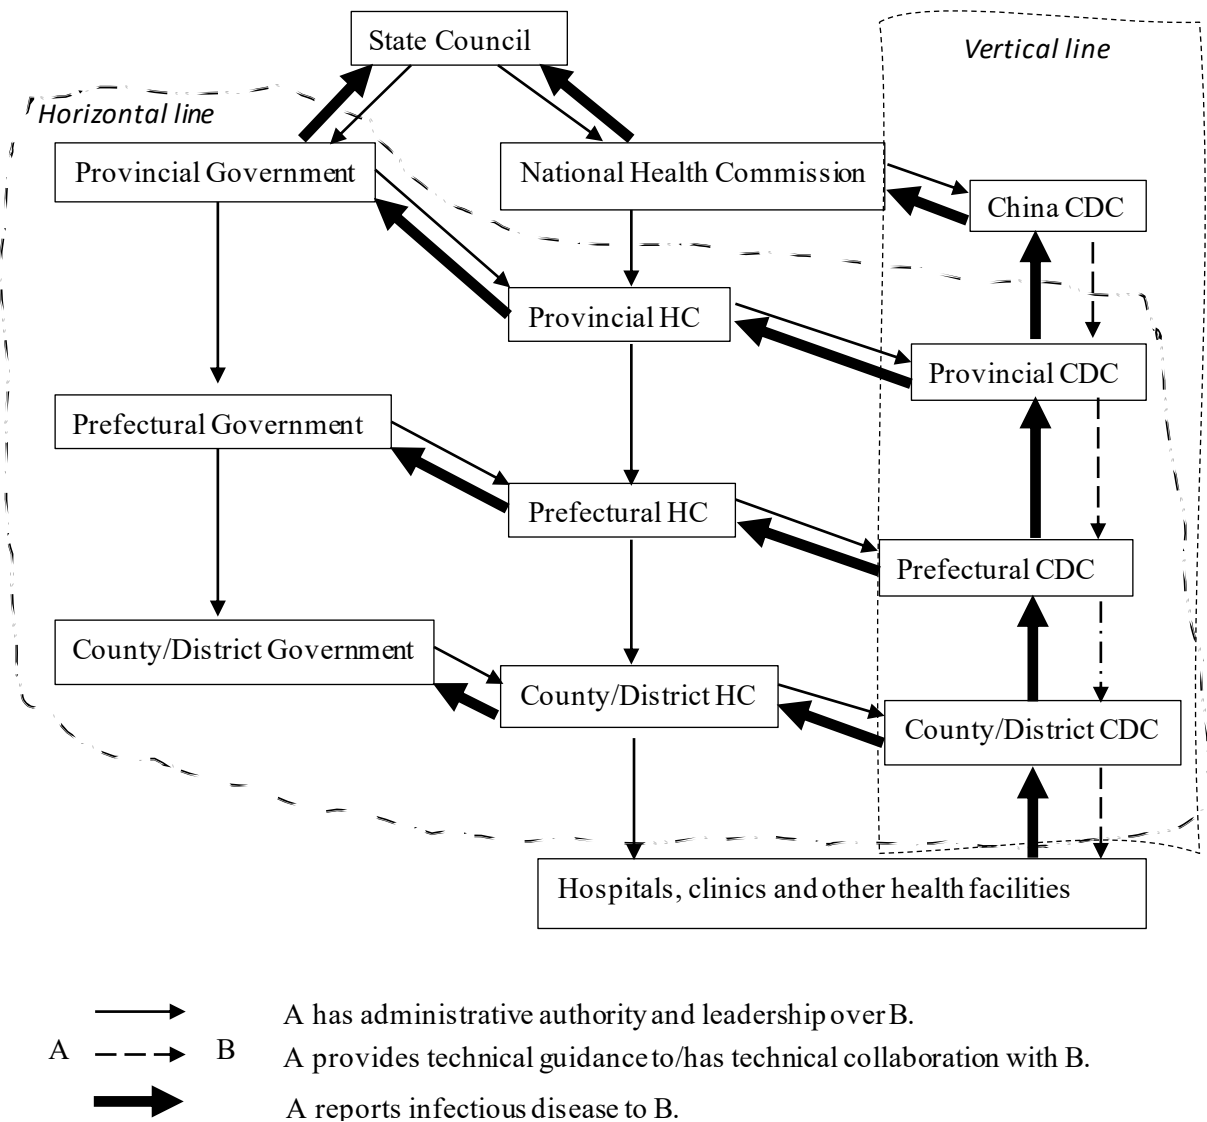 State Council
Vertical line
Horizontal line
Provincial Government
National Health Commission
China CDC
Provincial HC
Provincial CDC
Prefectural Government
Prefectural HC
Prefectural CDC
County/District Government
County/District HC
County/District CDC
Hospitals, clinics and other health facilities
A has administrative authority and leadership over B.
A B
A provides technical guidance to/has technical collaboration with B.
A reports infectious disease to B.